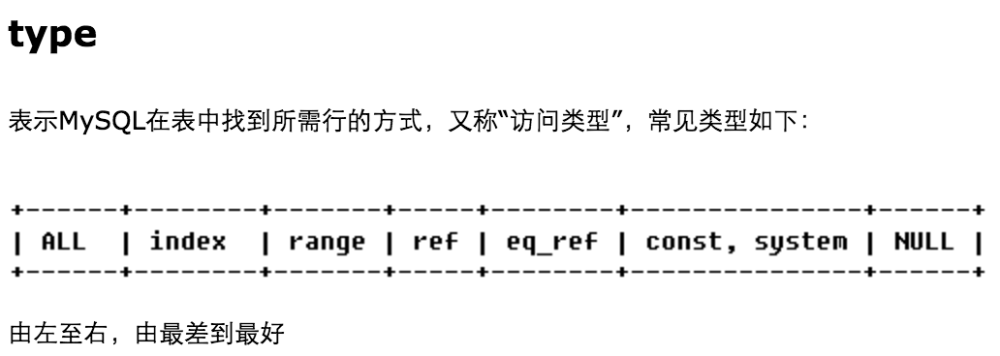 type
表示MySQL在表中找到所需行的方式，又称“访问类型”，常见类型如下：
+------+--------+-------+-----+--------+---------------+------+
| ALL  | index  | range | ref | eq_ref | const, system | NULL |
+------+--------+-------+-----+--------+---------------+------+
由左至右，由最差到最好